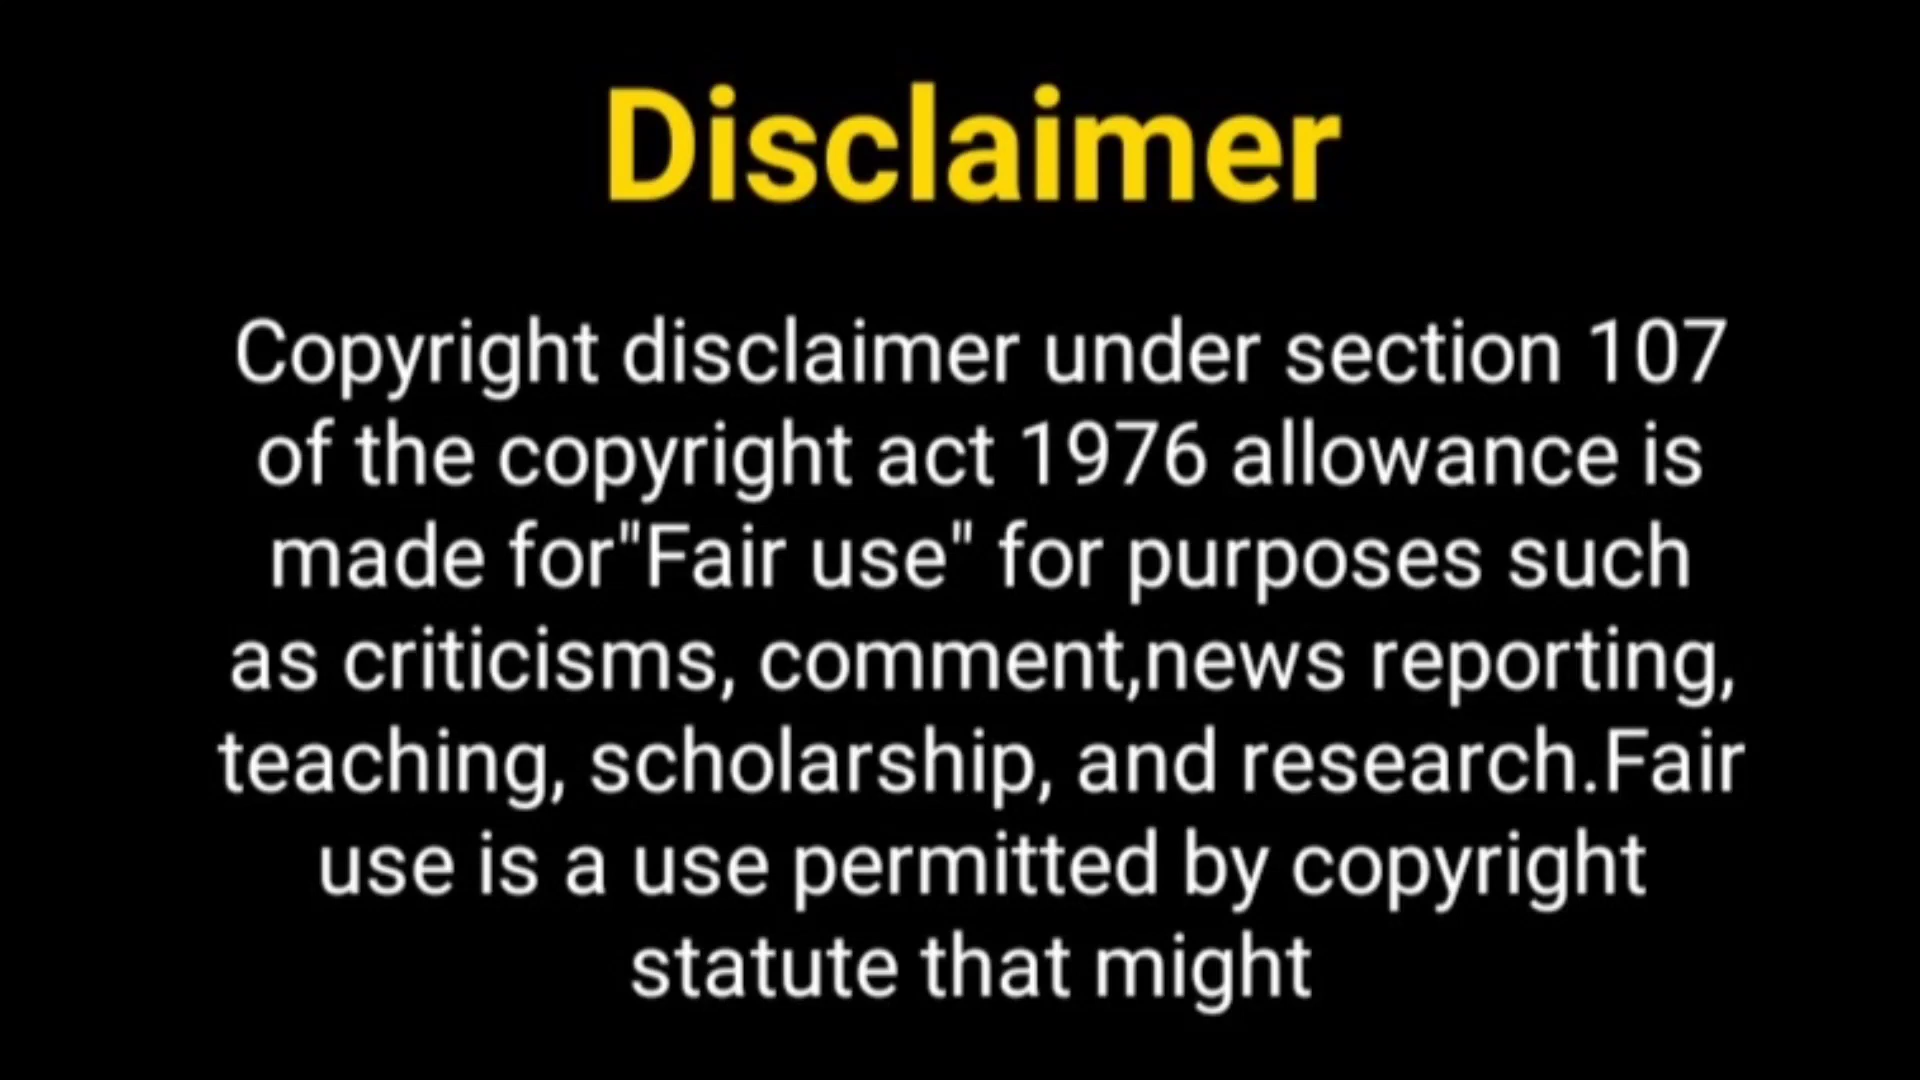 Disclaimer
Copyright disclaimer under section 107
of the copyright act 1976 allowance is
made for"Fair use" for purposes such
as criticisms, comment,news reporting,
teaching, scholarship, and research.Fair
use is a use permitted by copyright
statute that might